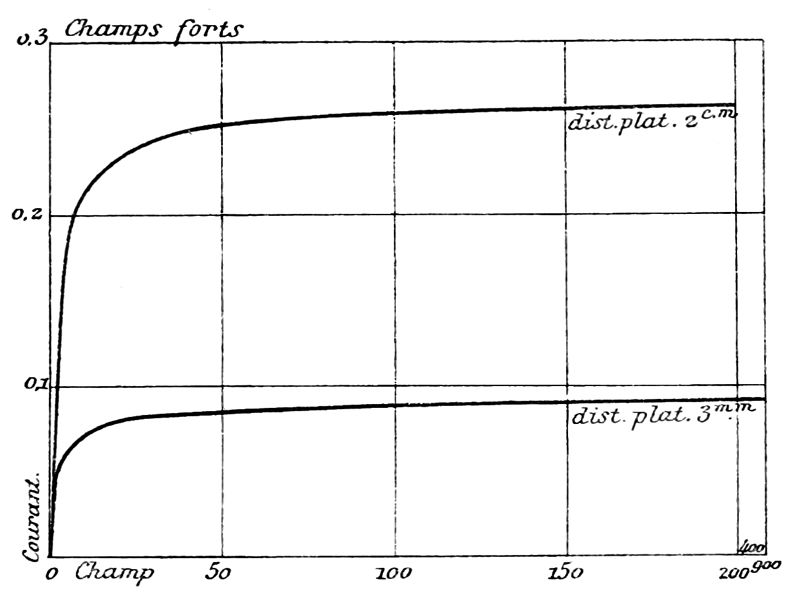 0,3 Champs forts
dist.plat. 2c.m
0,2
0,1
dist. plat. 3m.m
Courant.
400
0 Champ 50 100 150 200 900